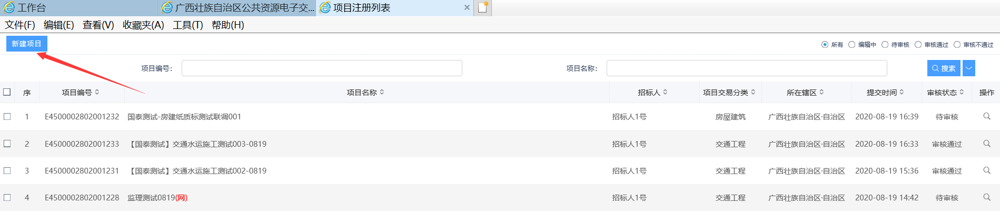 工作台 广西壮族自治区公共资源电子交... 项目注册列表
文件(F) 编辑(E) 查看(V) 收藏夹(A) 工具(T) 帮助(H)
新建项目 所有 编辑中 待审核 审核通过 审核不通过
项目编号： 项目名称： 搜索
序 项目编号 项目名称 招标人 项目交易分类 所在辖区 提交时间 审核状态 操作
1 E4500002802001232 国泰测试-房建纸质标测试联调001 招标人1号 房屋建筑 广西壮族自治区·自治区 2020-08-19 16:39 待审核
2 E4500002802001233 【国泰测试】交通水运施工测试003-0819 招标人1号 交通工程 广西壮族自治区·自治区 2020-08-19 16:33 审核通过
3 E4500002802001231 【国泰测试】交通水运施工测试002-0819 招标人1号 交通工程 广西壮族自治区·自治区 2020-08-19 15:36 审核通过
4 E4500002802001228 监理测试0819(网) 招标人1号 交通工程 广西壮族自治区·自治区 2020-08-19 14:42 待审核